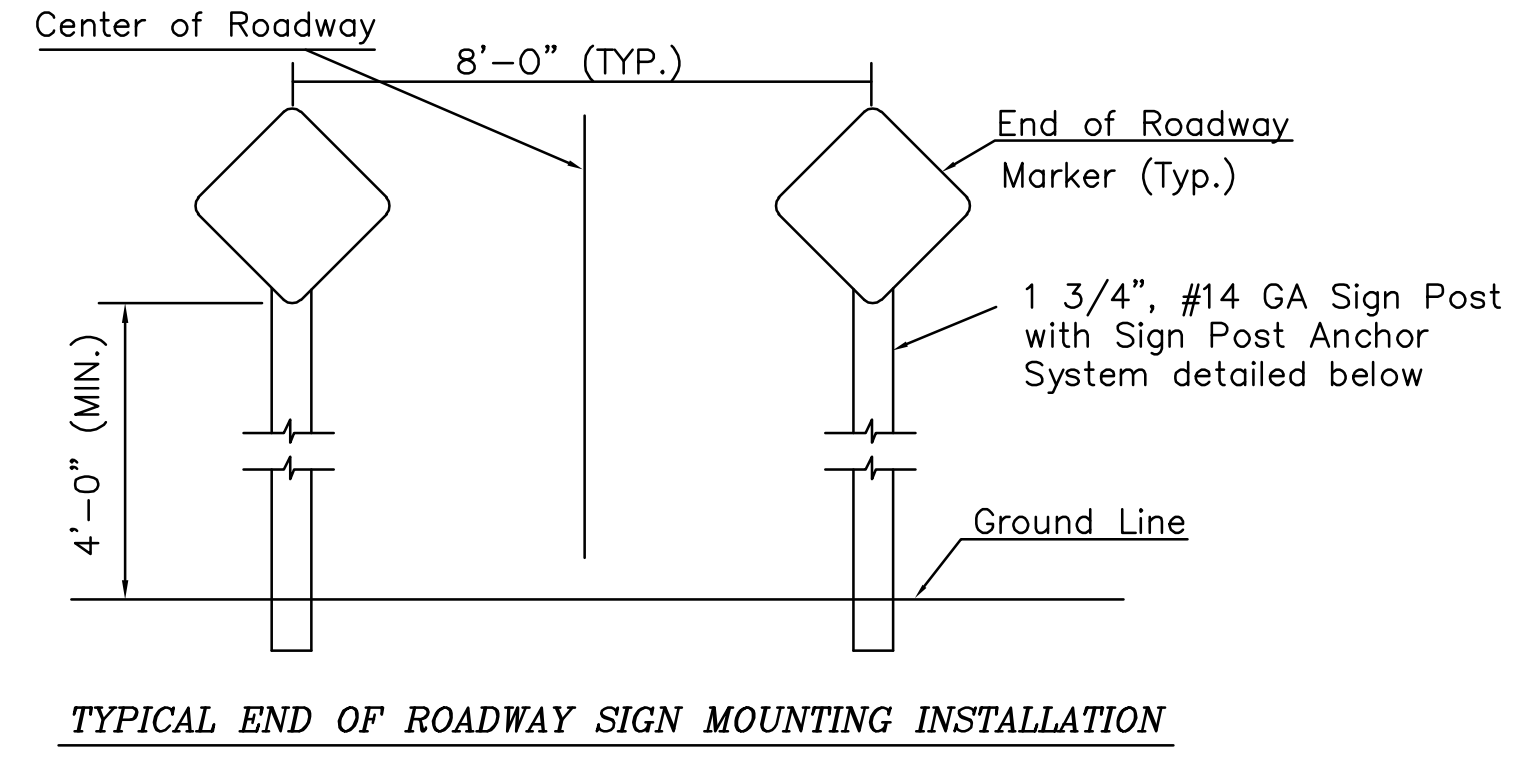 Center of Roadway
8'-0" (TYP.)
End of Roadway
Marker (Typ.)
1 3/4", #14 GA Sign Post
with Sign Post Anchor
System detailed below
4'-0" (MIN.)
Ground Line
TYPICAL END OF ROADWAY SIGN MOUNTING INSTALLATION